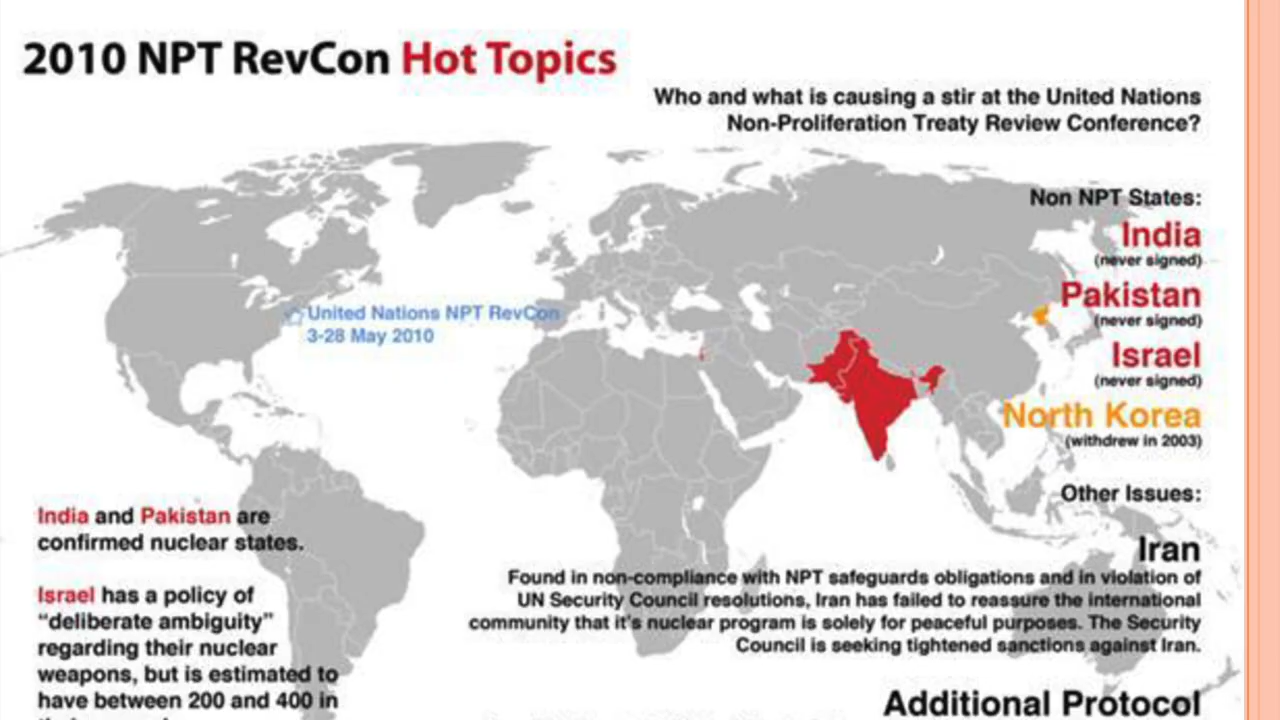 2010 NPT RevCon Hot Topics
Who and what is causing a stir at the United Nations
Non-Proliferation Treaty Review Conference?
Non NPT States:
India
(never signed)
Pakistan
(never signed)
Israel
(never signed)
North Korea
(withdrew in 2003)
United Nations NPT RevCon
3-28 May 2010
India and Pakistan are
confirmed nuclear states.
Israel has a policy of
“deliberate ambiguity”
regarding their nuclear
weapons, but is estimated to
have between 200 and 400 in
Other Issues:
Iran
Found in non-compliance with NPT safeguards obligations and in violation of
UN Security Council resolutions, Iran has failed to reassure the international
community that it's nuclear program is solely for peaceful purposes. The Security
Council is seeking tightened sanctions against Iran.
Additional Protocol